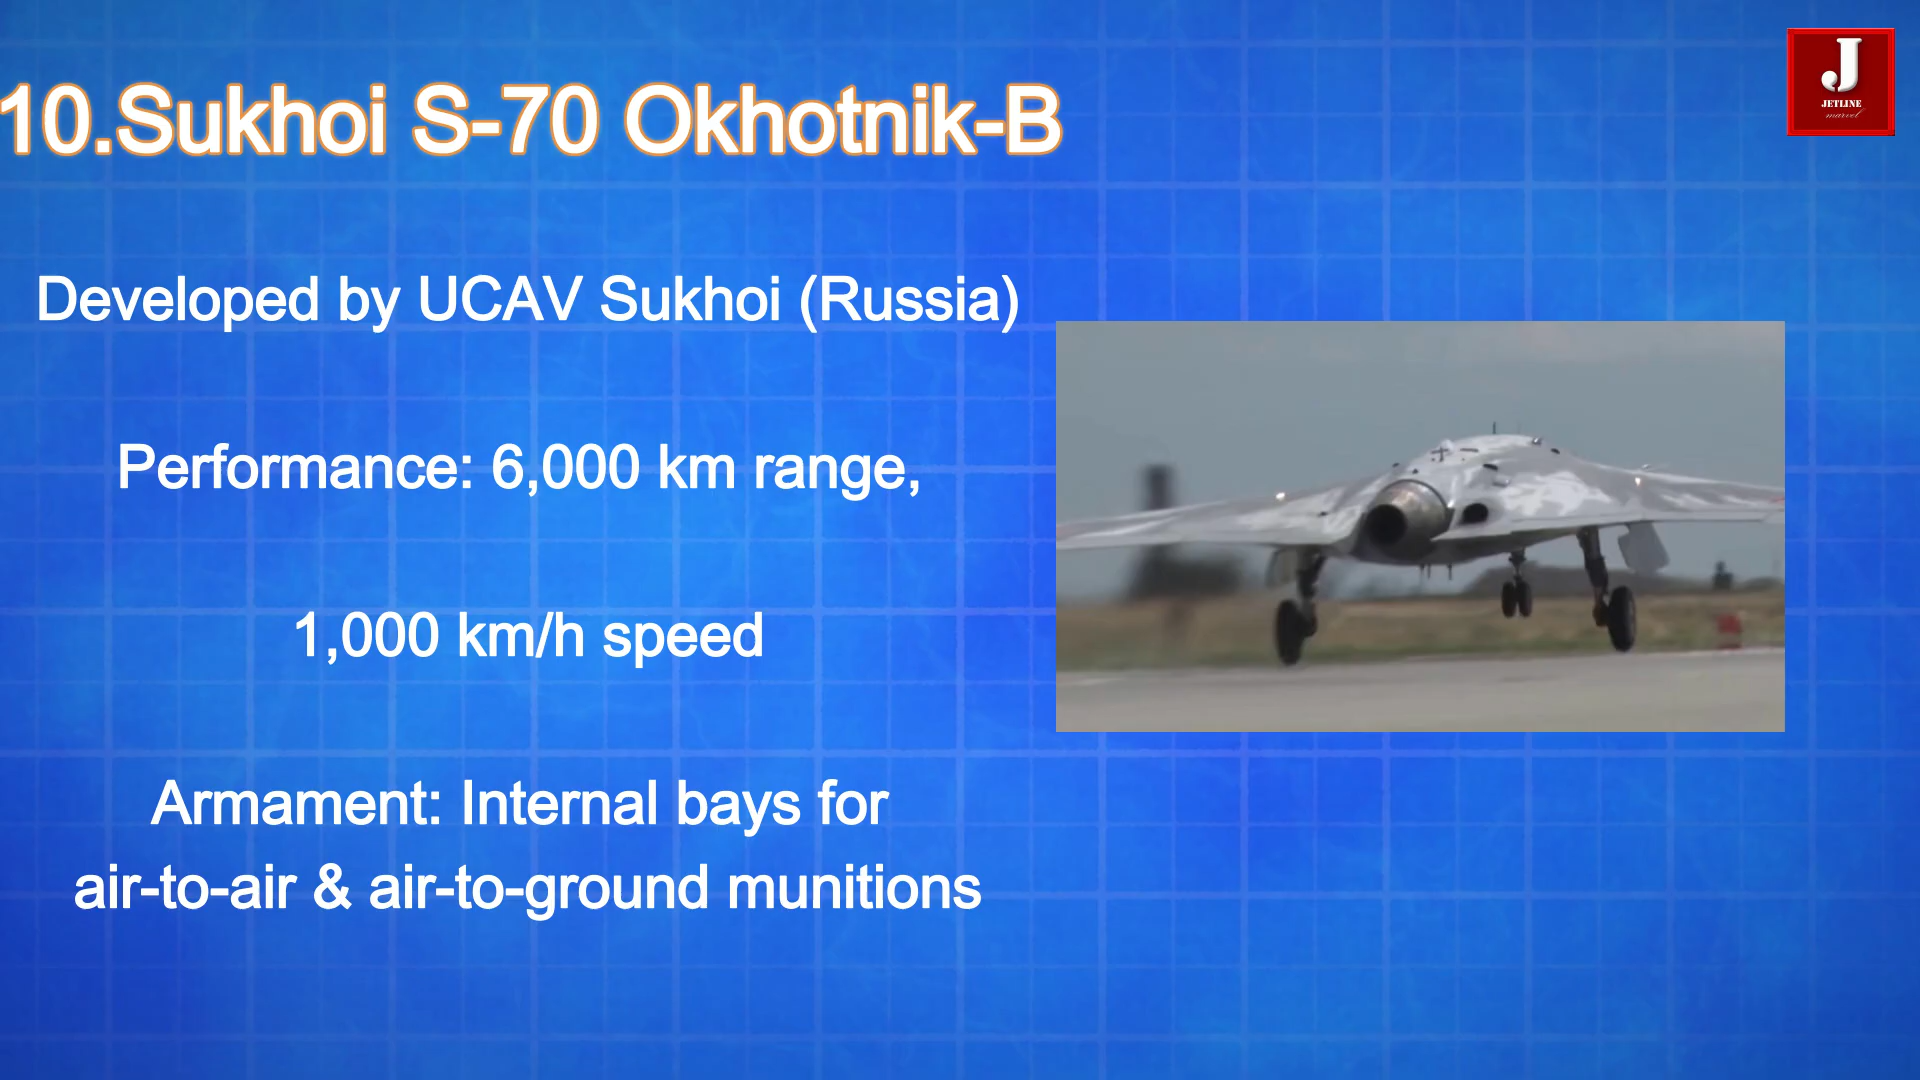 10.Sukhoi S-70 Okhotnik-B
Developed by UCAV Sukhoi (Russia)
Performance: 6,000 km range,
1,000 km/h speed
Armament: Internal bays for
air-to-air & air-to-ground munitions
J
JETLINE
marvel